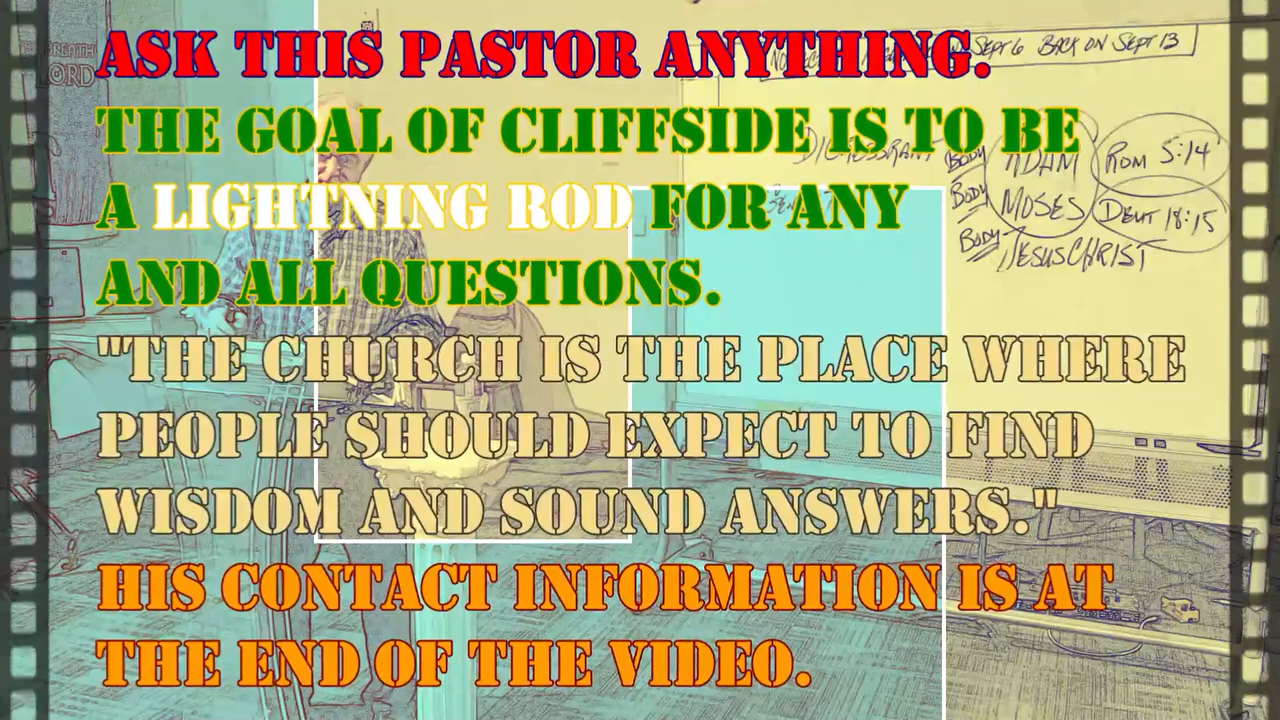 ASK THIS PASTOR ANYTHING.
THE GOAL OF CLIFFSIDE IS TO BE
A LIGHTNING ROD FOR ANY
AND ALL QUESTIONS.
"THE CHURCH IS THE PLACE WHERE
PEOPLE SHOULD EXPECT TO FIND
WISDOM AND SOUND ANSWERS."
HIS CONTACT INFORMATION IS AT
THE END OF THE VIDEO.
BREATH
LORD
SEPT 6 BACK ON SEPT 13
BODY ADAM ROM 5:14
BODY MOSES DEUT 18:15
BODY JESUS CHRIST